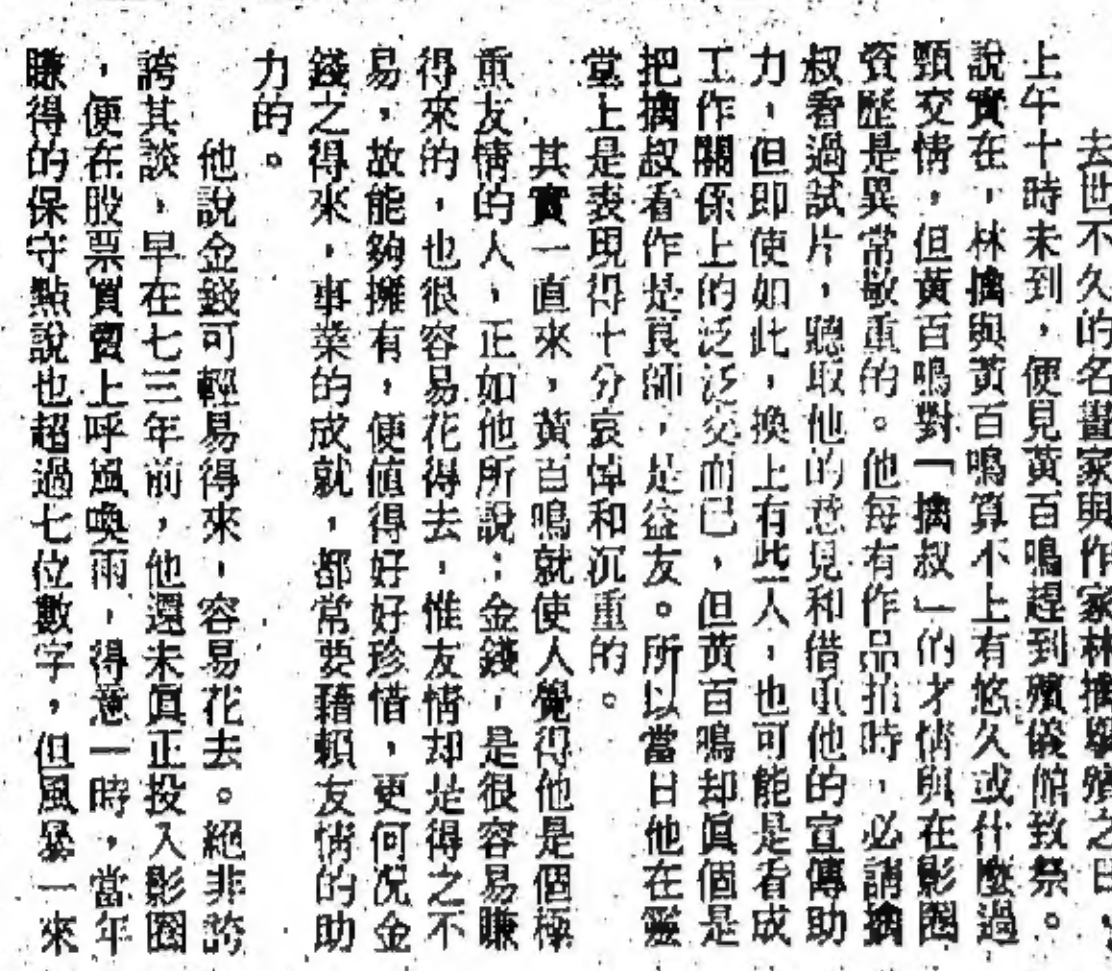 去世不久的名畫家與作家林擒舉殯之日，
上午十時未到，便見黃百鳴趕到殯儀館致祭。
說實在，林擒與黃百鳴算不上有悠久或什麼過
頸交情，但黃百鳴對「擒叔」的才情與在影圈
資歷是異常敬重的。他每有作品拍時，必請擒
叔看過試片，聽取他的意見和借重他的宣傳助
力，但即使如此，換上有些人，也可能是看成
工作關係上的泛泛交而已，但黃百鳴却眞個是
把擒叔看作是良師，是益友。所以當日他在靈
堂上是表現得十分哀悼和沉重的。
其實一直來，黃百鳴就使人覺得他是個極
重友情的人，正如他所說：金錢，是很容易賺
得來的，也很容易花得去，惟友情却是得之不
易，故能夠擁有，便值得好好珍惜，更何況金
錢之得來，事業的成就，都常要藉賴友情的助
力的。
他說金錢可輕易得來，容易花去。絕非誇
誇其談，早在七三年前，他還未眞正投入影圈
，便在股票買賣上呼風喚雨，得意一時，當年
賺得的保守點說也超過七位數字，但風暴一來